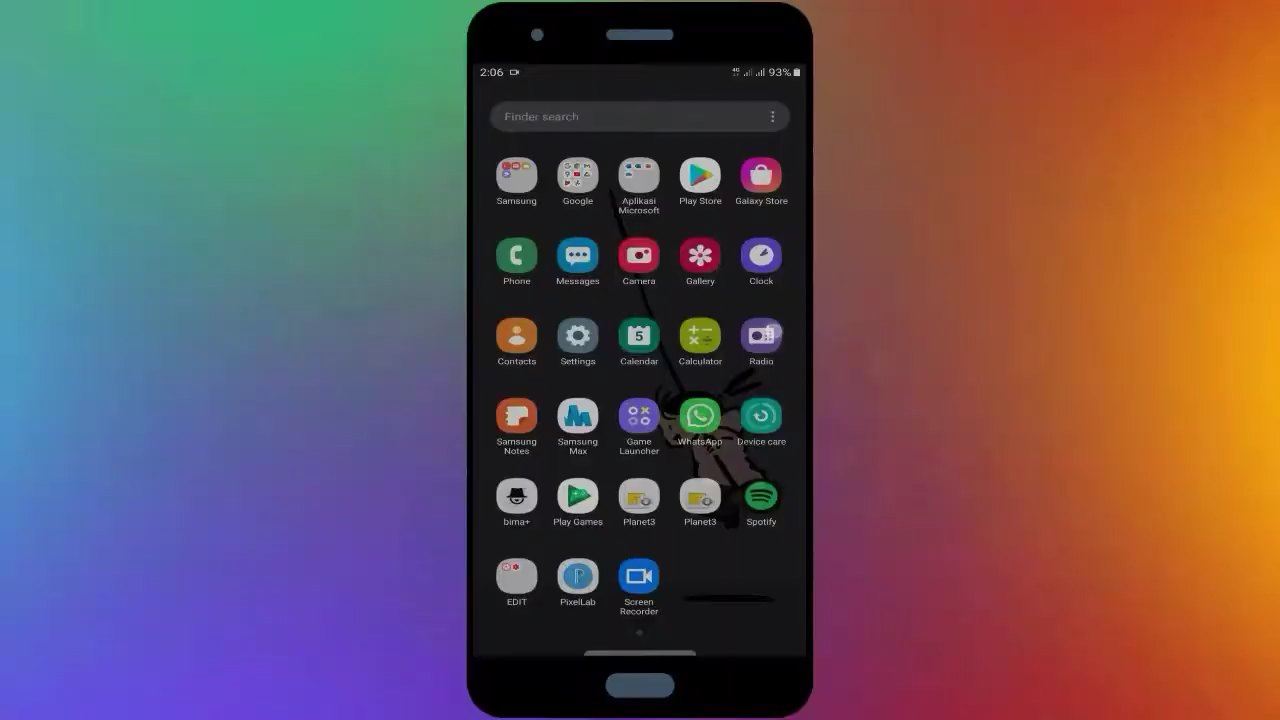 2:06
4G
93%
Finder search
Samsung
Google
Aplikasi
Microsoft
Play Store
Galaxy Store
Phone
Messages
Camera
Gallery
Clock
Contacts
Settings
5
Calendar
Calculator
Radio
Samsung
Notes
Samsung
Max
Game
Launcher
WhatsApp
Device care
bima+
Play Games
Planet3
Planet3
Spotify
EDIT
PixelLab
Screen
Recorder